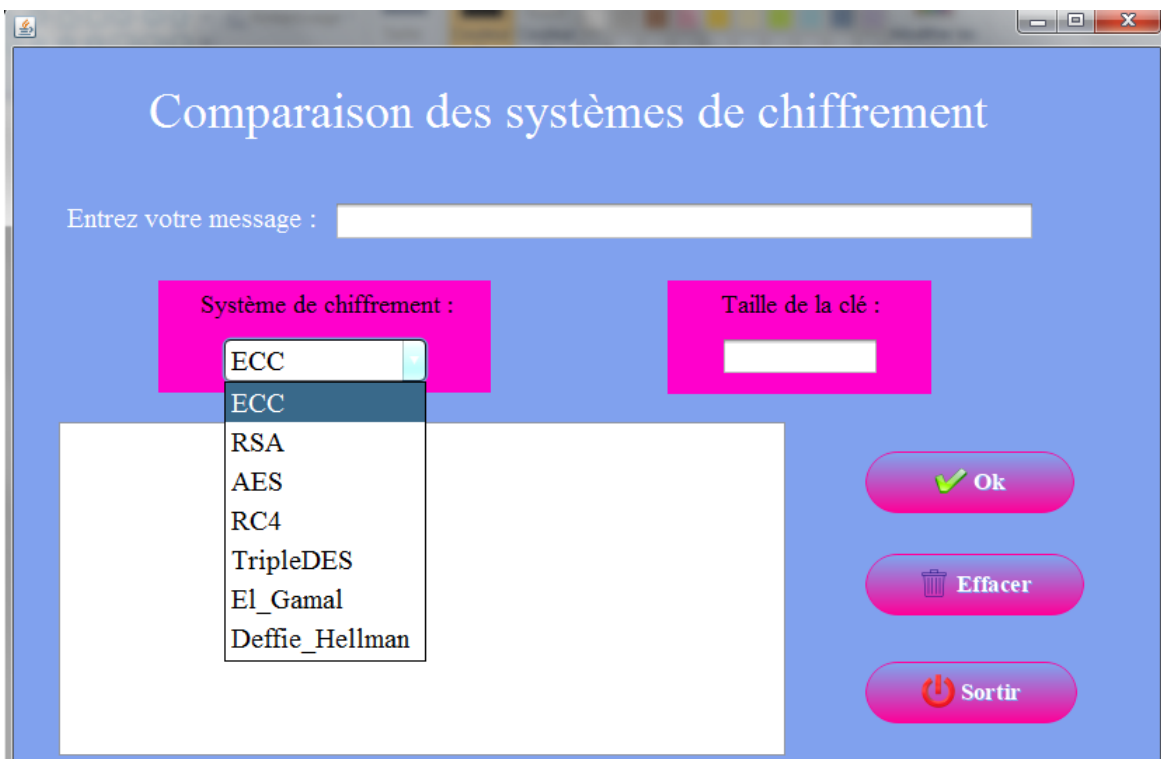 Comparaison des systèmes de chiffrement
Entrez votre message :
Système de chiffrement :
Taille de la clé :
ECC
ECC
RSA
AES
RC4
TripleDES
El_Gamal
Deffie_Hellman
Ok
Effacer
Sortir